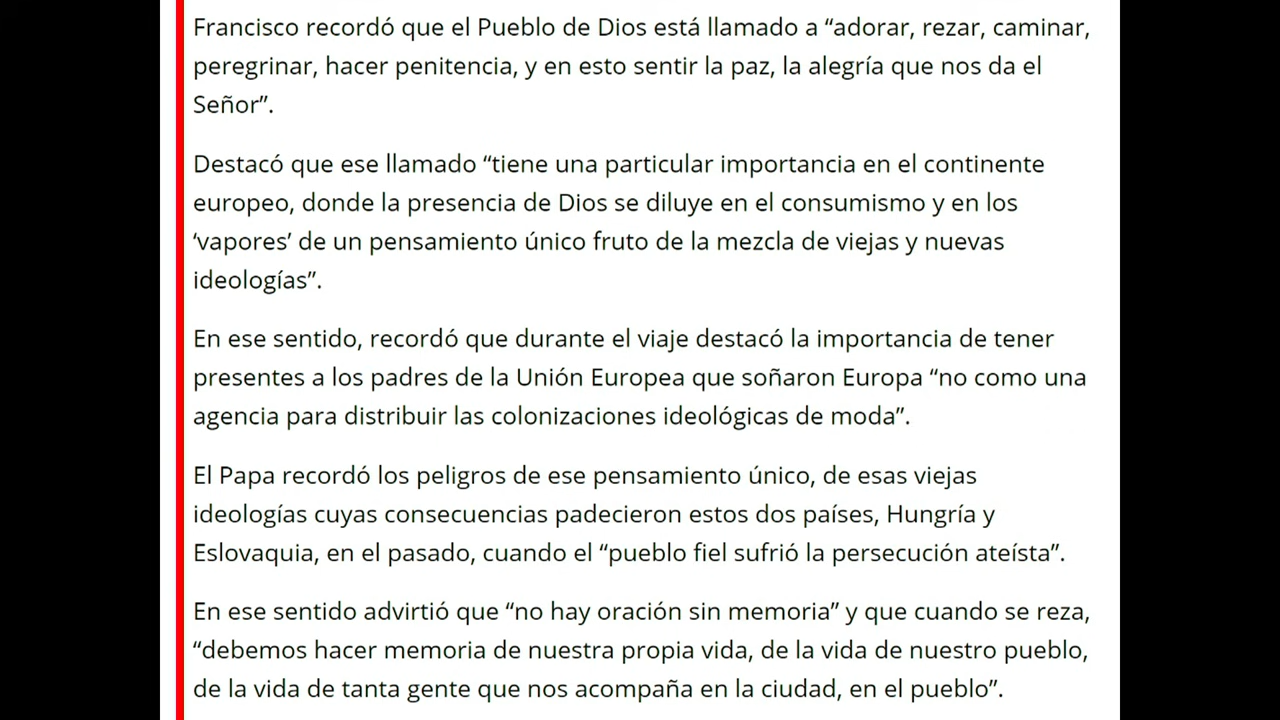 Francisco recordó que el Pueblo de Dios está llamado a “adorar, rezar, caminar,
peregrinar, hacer penitencia, y en esto sentir la paz, la alegría que nos da el
Señor”.
Destacó que ese llamado “tiene una particular importancia en el continente
europeo, donde la presencia de Dios se diluye en el consumismo y en los
‘vapores’ de un pensamiento único fruto de la mezcla de viejas y nuevas
ideologías”.
En ese sentido, recordó que durante el viaje destacó la importancia de tener
presentes a los padres de la Unión Europea que soñaron Europa “no como una
agencia para distribuir las colonizaciones ideológicas de moda”.
El Papa recordó los peligros de ese pensamiento único, de esas viejas
ideologías cuyas consecuencias padecieron estos dos países, Hungría y
Eslovaquia, en el pasado, cuando el “pueblo fiel sufrió la persecución ateísta”.
En ese sentido advirtió que “no hay oración sin memoria” y que cuando se reza,
“debemos hacer memoria de nuestra propia vida, de la vida de nuestro pueblo,
de la vida de tanta gente que nos acompaña en la ciudad, en el pueblo”.